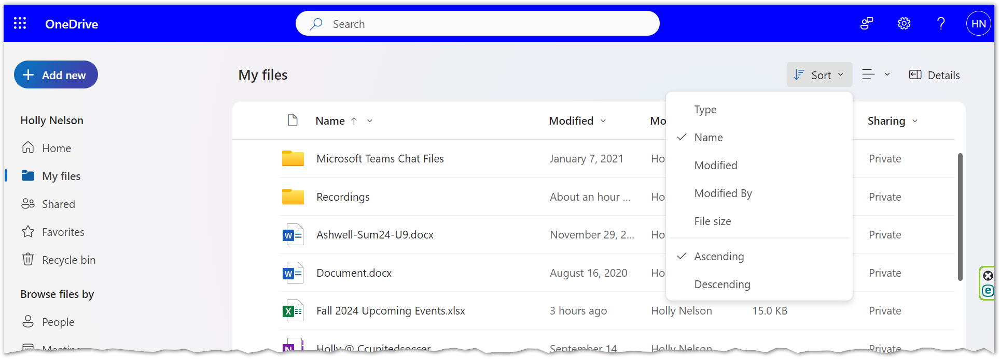 OneDrive
Search
HN
Add new
My files
Sort
Details
Holly Nelson
Home
My files
Shared
Favorites
Recycle bin
Browse files by
People
Name Modified Mo Sharing
Microsoft Teams Chat Files January 7, 2021 Ho Private
Recordings About an hour ... Ho Private
Ashwell-Sum24-U9.docx November 29, 2... Ho Private
Document.docx August 16, 2020 Ho Private
Fall 2024 Upcoming Events.xlsx 3 hours ago Holly Nelson 15.0 KB Private
Holly @ Ccunitedsoccer September 14... Holly Nelson Private
Type
Name
Modified
Modified By
File size
Ascending
Descending